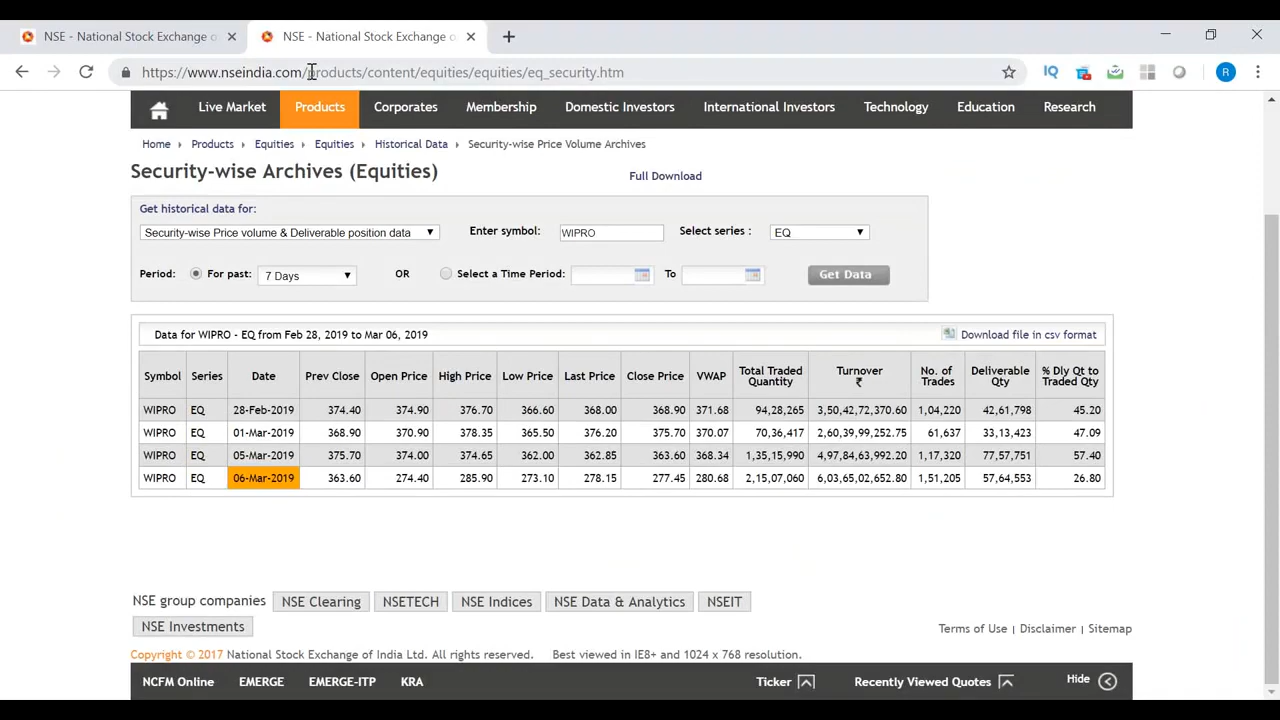 NSE - National Stock Exchange o
NSE - National Stock Exchange o
https://www.nseindia.com/products/content/equities/equities/eq_security.htm
R
Live Market Products Corporates Membership Domestic Investors International Investors Technology Education Research
Home Products Equities Equities Historical Data Security-wise Price Volume Archives
Security-wise Archives (Equities) Full Download
Get historical data for:
Security-wise Price volume & Deliverable position data Enter symbol: WIPRO Select series : EQ
Period: For past: 7 Days OR Select a Time Period: To Get Data
Data for WIPRO - EQ from Feb 28, 2019 to Mar 06, 2019 Download file in csv format
Symbol Series Date Prev Close Open Price High Price Low Price Last Price Close Price VWAP Total Traded Quantity Turnover ₹ No. of Trades Deliverable Qty % Dly Qt to Traded Qty
WIPRO EQ 28-Feb-2019 374.40 374.90 376.70 366.60 368.00 368.90 371.68 94,28,265 3,50,42,72,370.60 1,04,220 42,61,798 45.20
WIPRO EQ 01-Mar-2019 368.90 370.90 378.35 365.50 376.20 375.70 370.07 70,36,417 2,60,39,99,252.75 61,637 33,13,423 47.09
WIPRO EQ 05-Mar-2019 375.70 374.00 374.65 362.00 362.85 363.60 368.34 1,35,15,990 4,97,84,63,992.20 1,17,320 77,57,751 57.40
WIPRO EQ 06-Mar-2019 363.60 274.40 285.90 273.10 278.15 277.45 280.68 2,15,07,060 6,03,65,02,652.80 1,51,205 57,64,553 26.80
NSE group companies NSE Clearing NSETECH NSE Indices NSE Data & Analytics NSEIT
NSE Investments
Terms of Use | Disclaimer | Sitemap
Copyright © 2017 National Stock Exchange of India Ltd. All rights reserved. Best viewed in IE8+ and 1024 x 768 resolution.
NCFM Online EMERGE EMERGE-ITP KRA Ticker Recently Viewed Quotes Hide